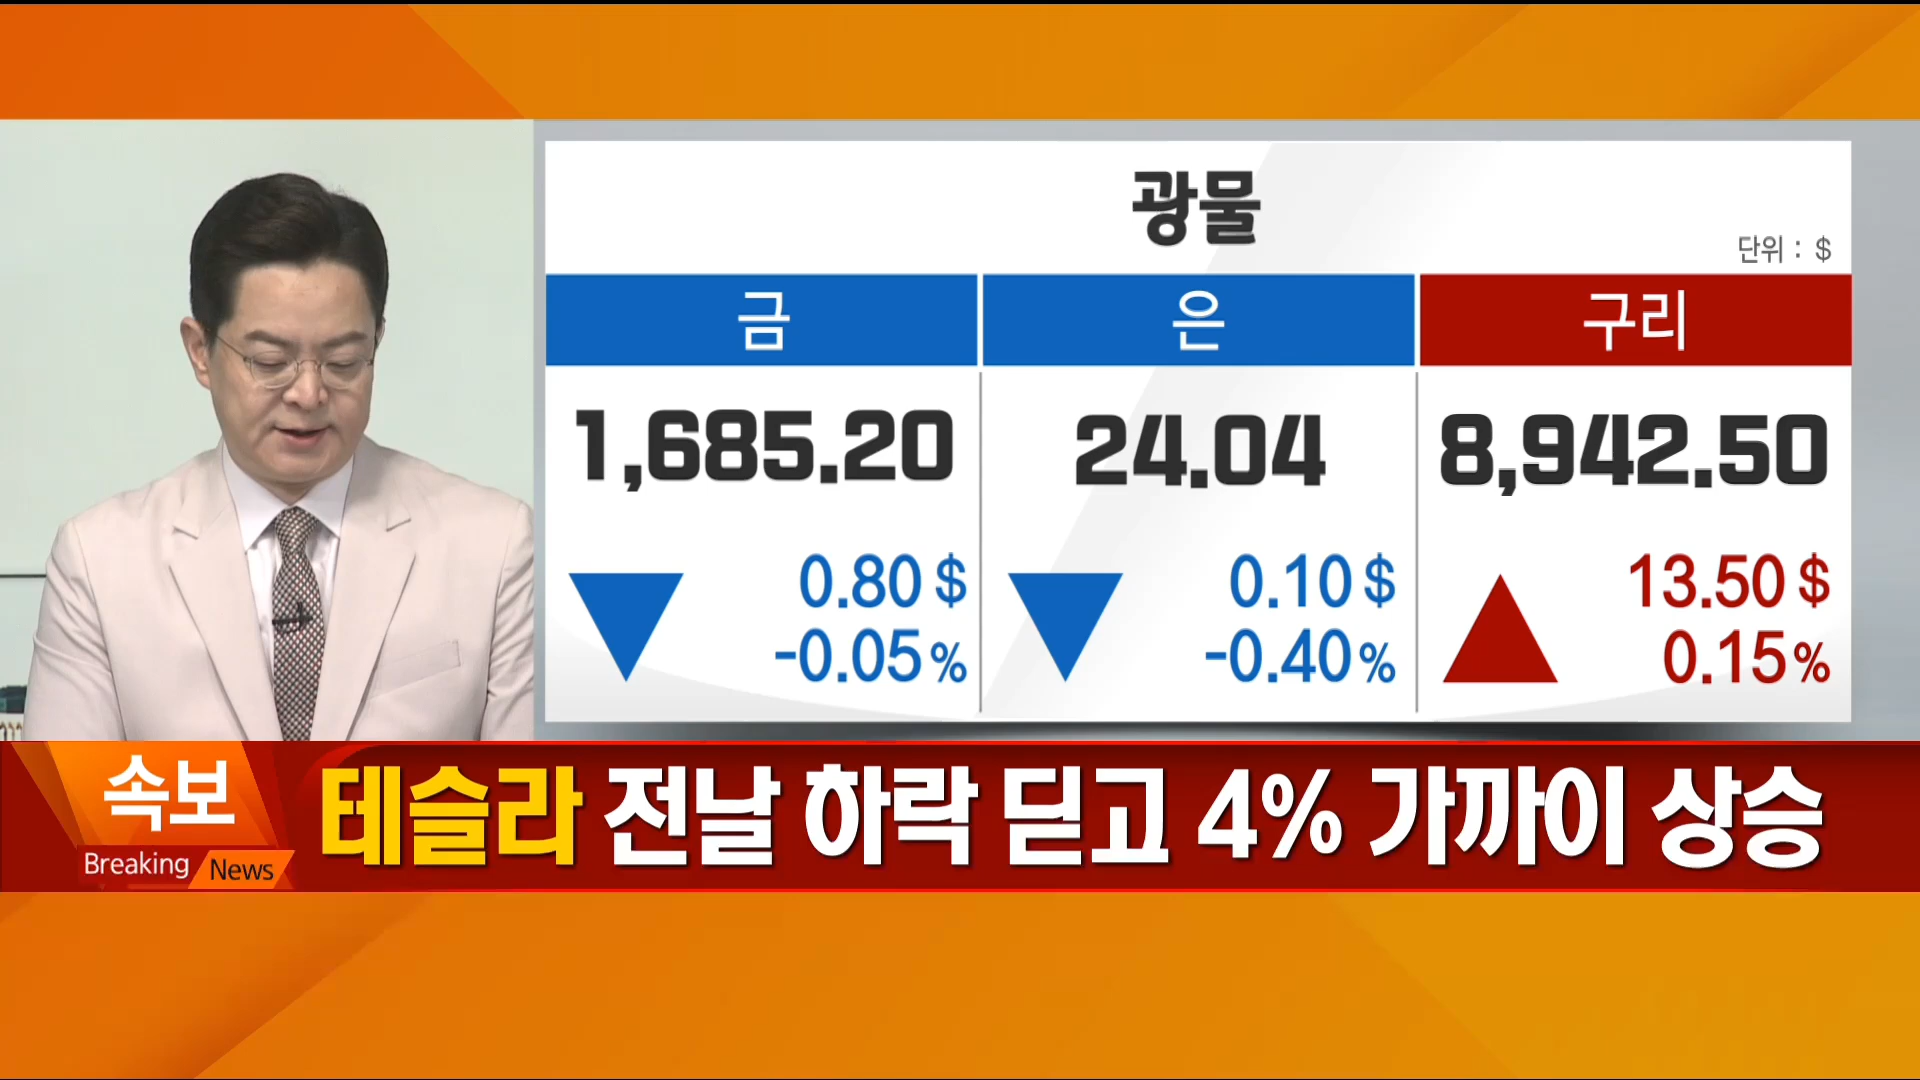 광물
단위 : $
금 은 구리
1,685.20 24.04 8,942.50
▼ 0.80 $ ▼ 0.10 $ ▲ 13.50 $
-0.05 % -0.40 % 0.15 %
속보
Breaking News
테슬라 전날 하락 딛고 4% 가까이 상승